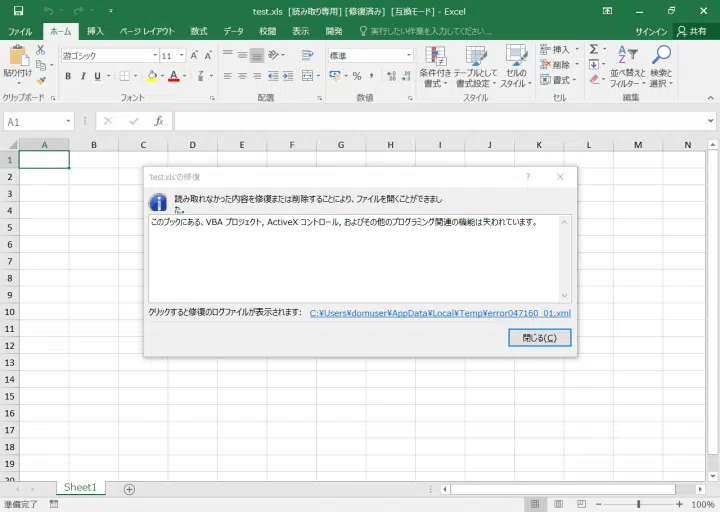 test.xls [読み取り専用] [修復済み] [互換モード] - Excel
ファイル ホーム 挿入 ページ レイアウト 数式 データ 校閲 表示 開発 実行したい作業を入力してください... サインイン 共有
貼り付け
游ゴシック 11 A A
標準
B I U A
% ,
条件付き書式 テーブルとして書式設定 セルのスタイル
挿入
削除
書式
Σ
並べ替えとフィルター 検索と選択
クリップボード フォント 配置 数値 スタイル セル 編集
A1 fx
A B C D E F G H I J K L M N
1
2
3
4
5
6
7
8
9
10
11
12
13
14
15
16
17
18
19
20
'test.xls'の修復 ?
読み取れなかった内容を修復または削除することにより、ファイルを開くことができまし
た。
このブックにある、VBA プロジェクト, ActiveX コントロール, およびその他のプログラミング関連の機能は失われています。
クリックすると修復のログファイルが表示されます: C:¥Users¥domuser¥AppData¥Local¥Temp¥error047160_01.xml
閉じる(C)
Sheet1
準備完了 100%